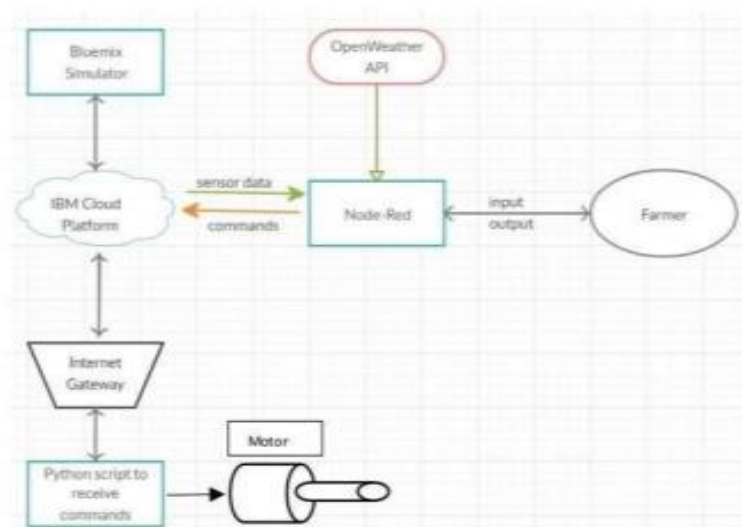 Bluemix
Simulator
OpenWeather
API
IBM Cloud
Platform
sensor data
commands
Node-Red
input
output
Farmer
Internet
Gateway
Motor
Python script to
receive
commands